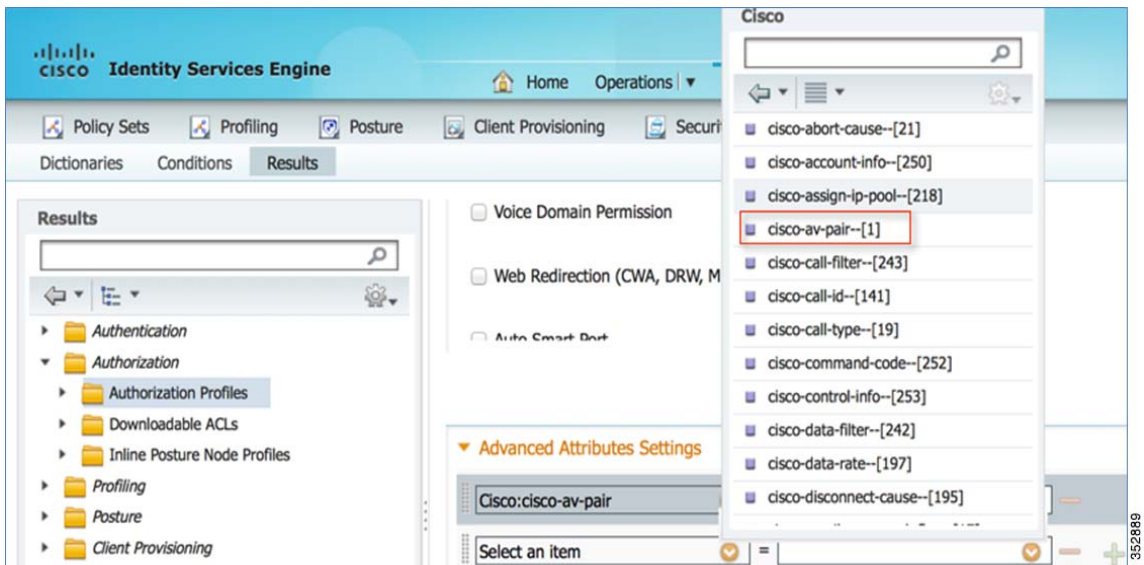 Cisco
CISCO Identity Services Engine
Home Operations
Policy Sets Profiling Posture Client Provisioning
Dictionaries Conditions Results
Results
Authentication
Authorization
Authorization Profiles
Downloadable ACLs
Inline Posture Node Profiles
Profiling
Posture
Client Provisioning
Voice Domain Permission
Web Redirection (CWA, DRW, M
Auto Smart Port
Advanced Attributes Settings
Cisco:cisco-av-pair
Select an item =
cisco-abort-cause--[21]
cisco-account-info--[250]
cisco-assign-ip-pool--[218]
cisco-av-pair--[1]
cisco-call-filter--[243]
cisco-call-id--[141]
cisco-call-type--[19]
cisco-command-code--[252]
cisco-control-info--[253]
cisco-data-filter--[242]
cisco-data-rate--[197]
cisco-disconnect-cause--[195]
352889